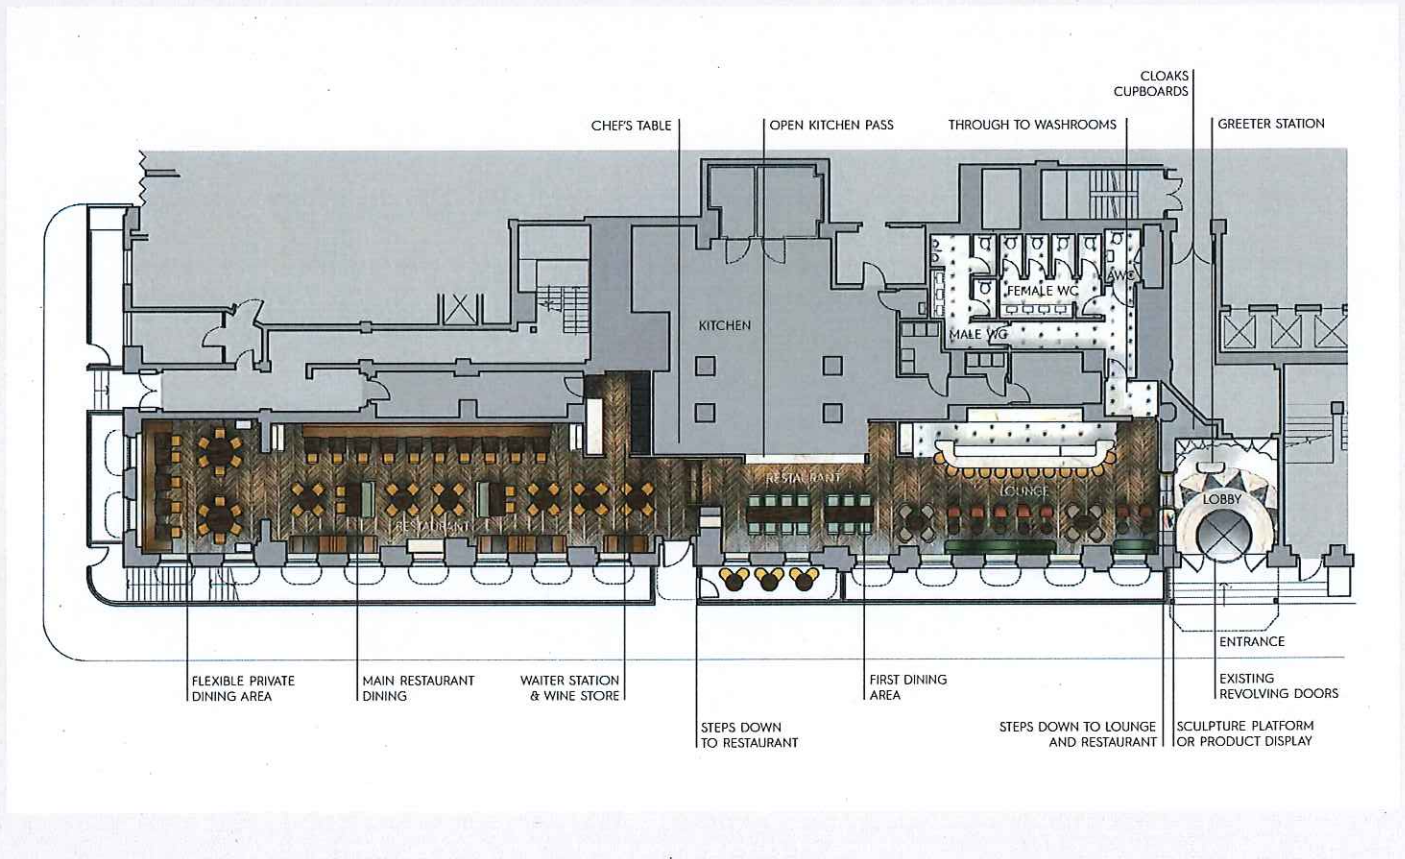 CLOAKS
CUPBOARDS
CHEF'S TABLE
OPEN KITCHEN PASS
THROUGH TO WASHROOMS
GREETER STATION
KITCHEN
FEMALE WC
AWC
MALE WC
RESTAURANT
LOUNGE
LOBBY
RESTAURANT
ENTRANCE
FLEXIBLE PRIVATE
DINING AREA
MAIN RESTAURANT
DINING
WAITER STATION
& WINE STORE
FIRST DINING
AREA
EXISTING
REVOLVING DOORS
STEPS DOWN
TO RESTAURANT
STEPS DOWN TO LOUNGE
AND RESTAURANT
SCULPTURE PLATFORM
OR PRODUCT DISPLAY